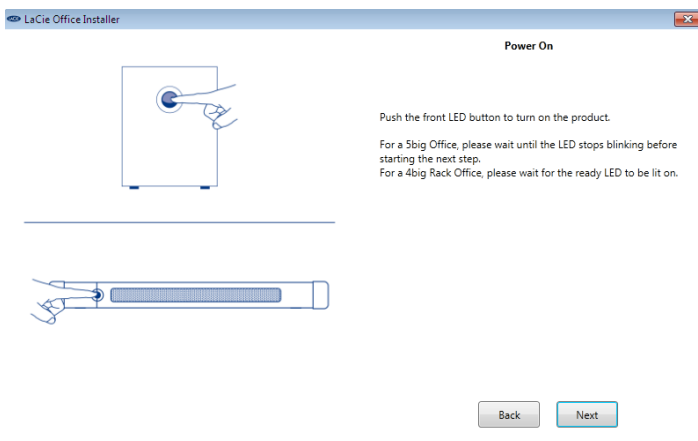 LaCie Office Installer
Power On
Push the front LED button to turn on the product.
For a 5big Office, please wait until the LED stops blinking before
starting the next step.
For a 4big Rack Office, please wait for the ready LED to be lit on.
Back
Next